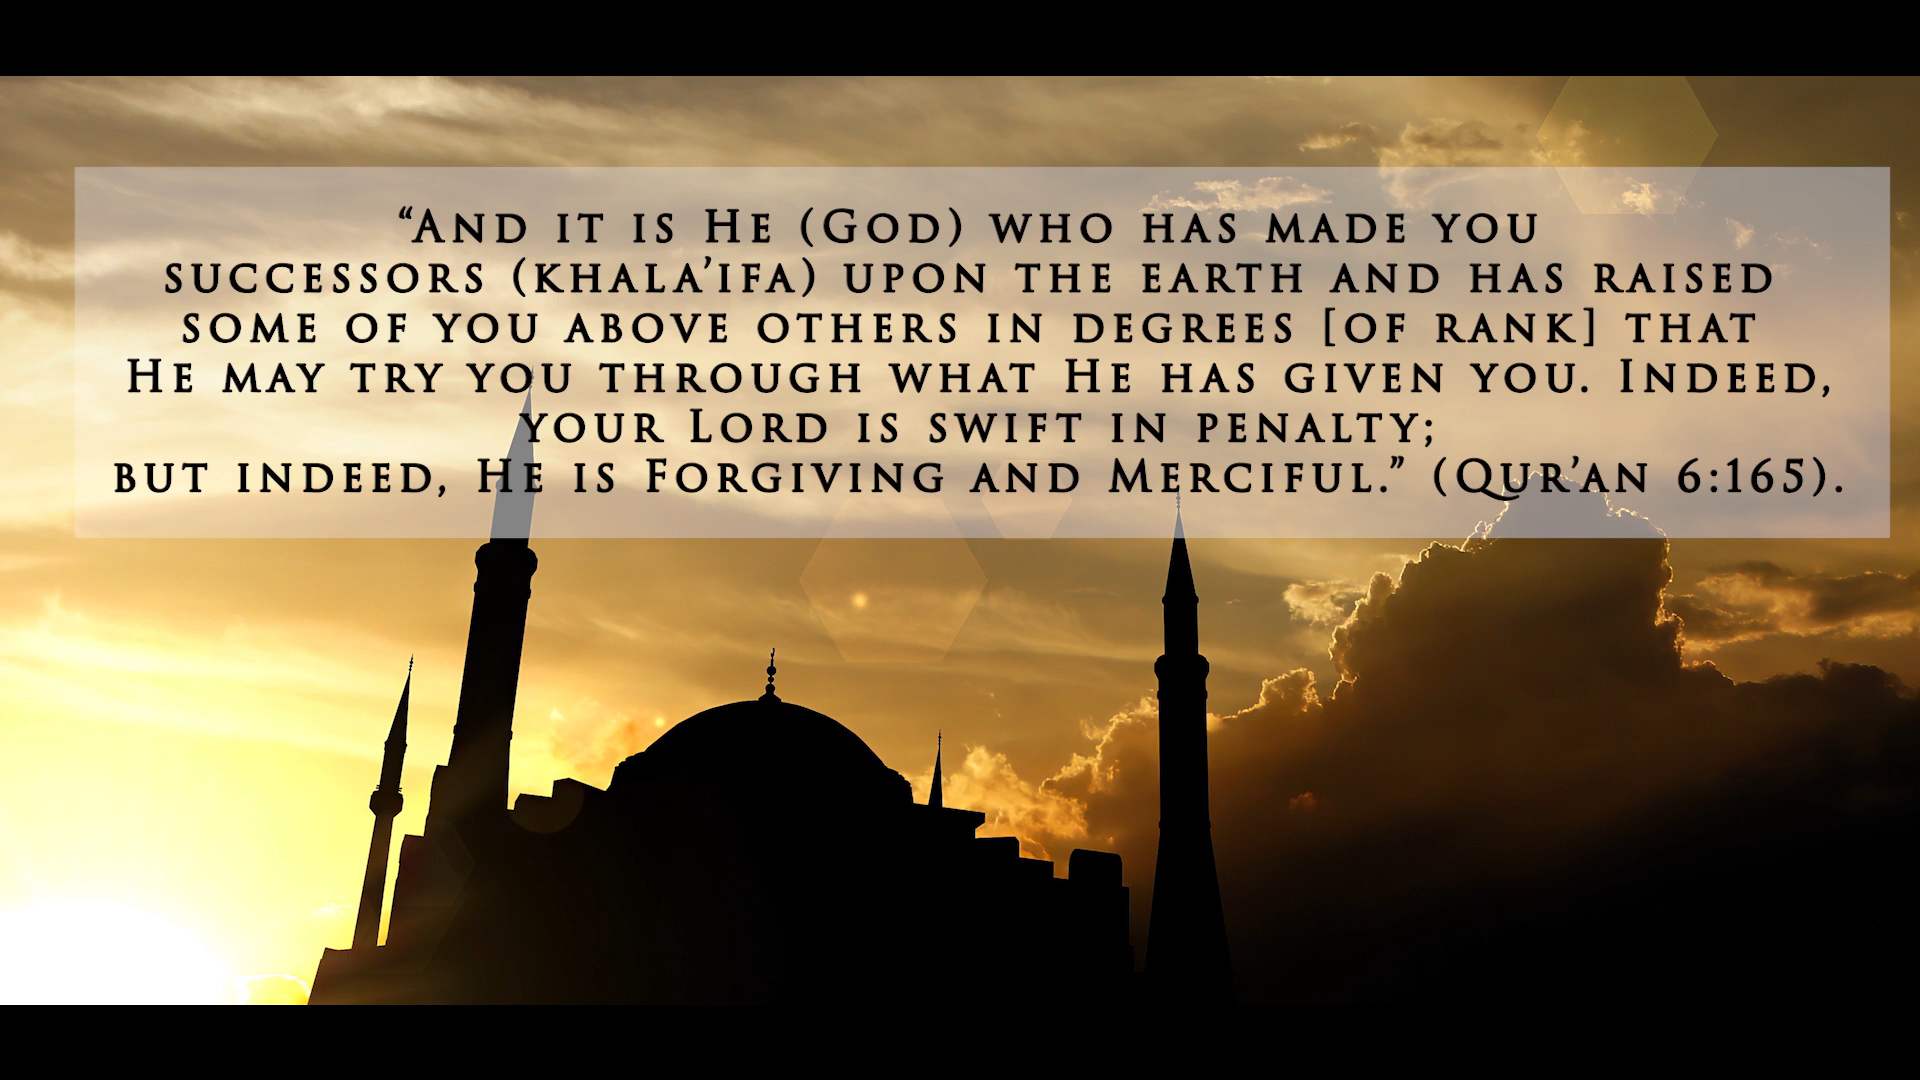 “And it is He (God) who has made you
successors (khala’ifa) upon the earth and has raised
some of you above others in degrees [of rank] that
He may try you through what He has given you. Indeed,
your Lord is swift in penalty;
but indeed, He is Forgiving and Merciful.” (Qur’an 6:165).